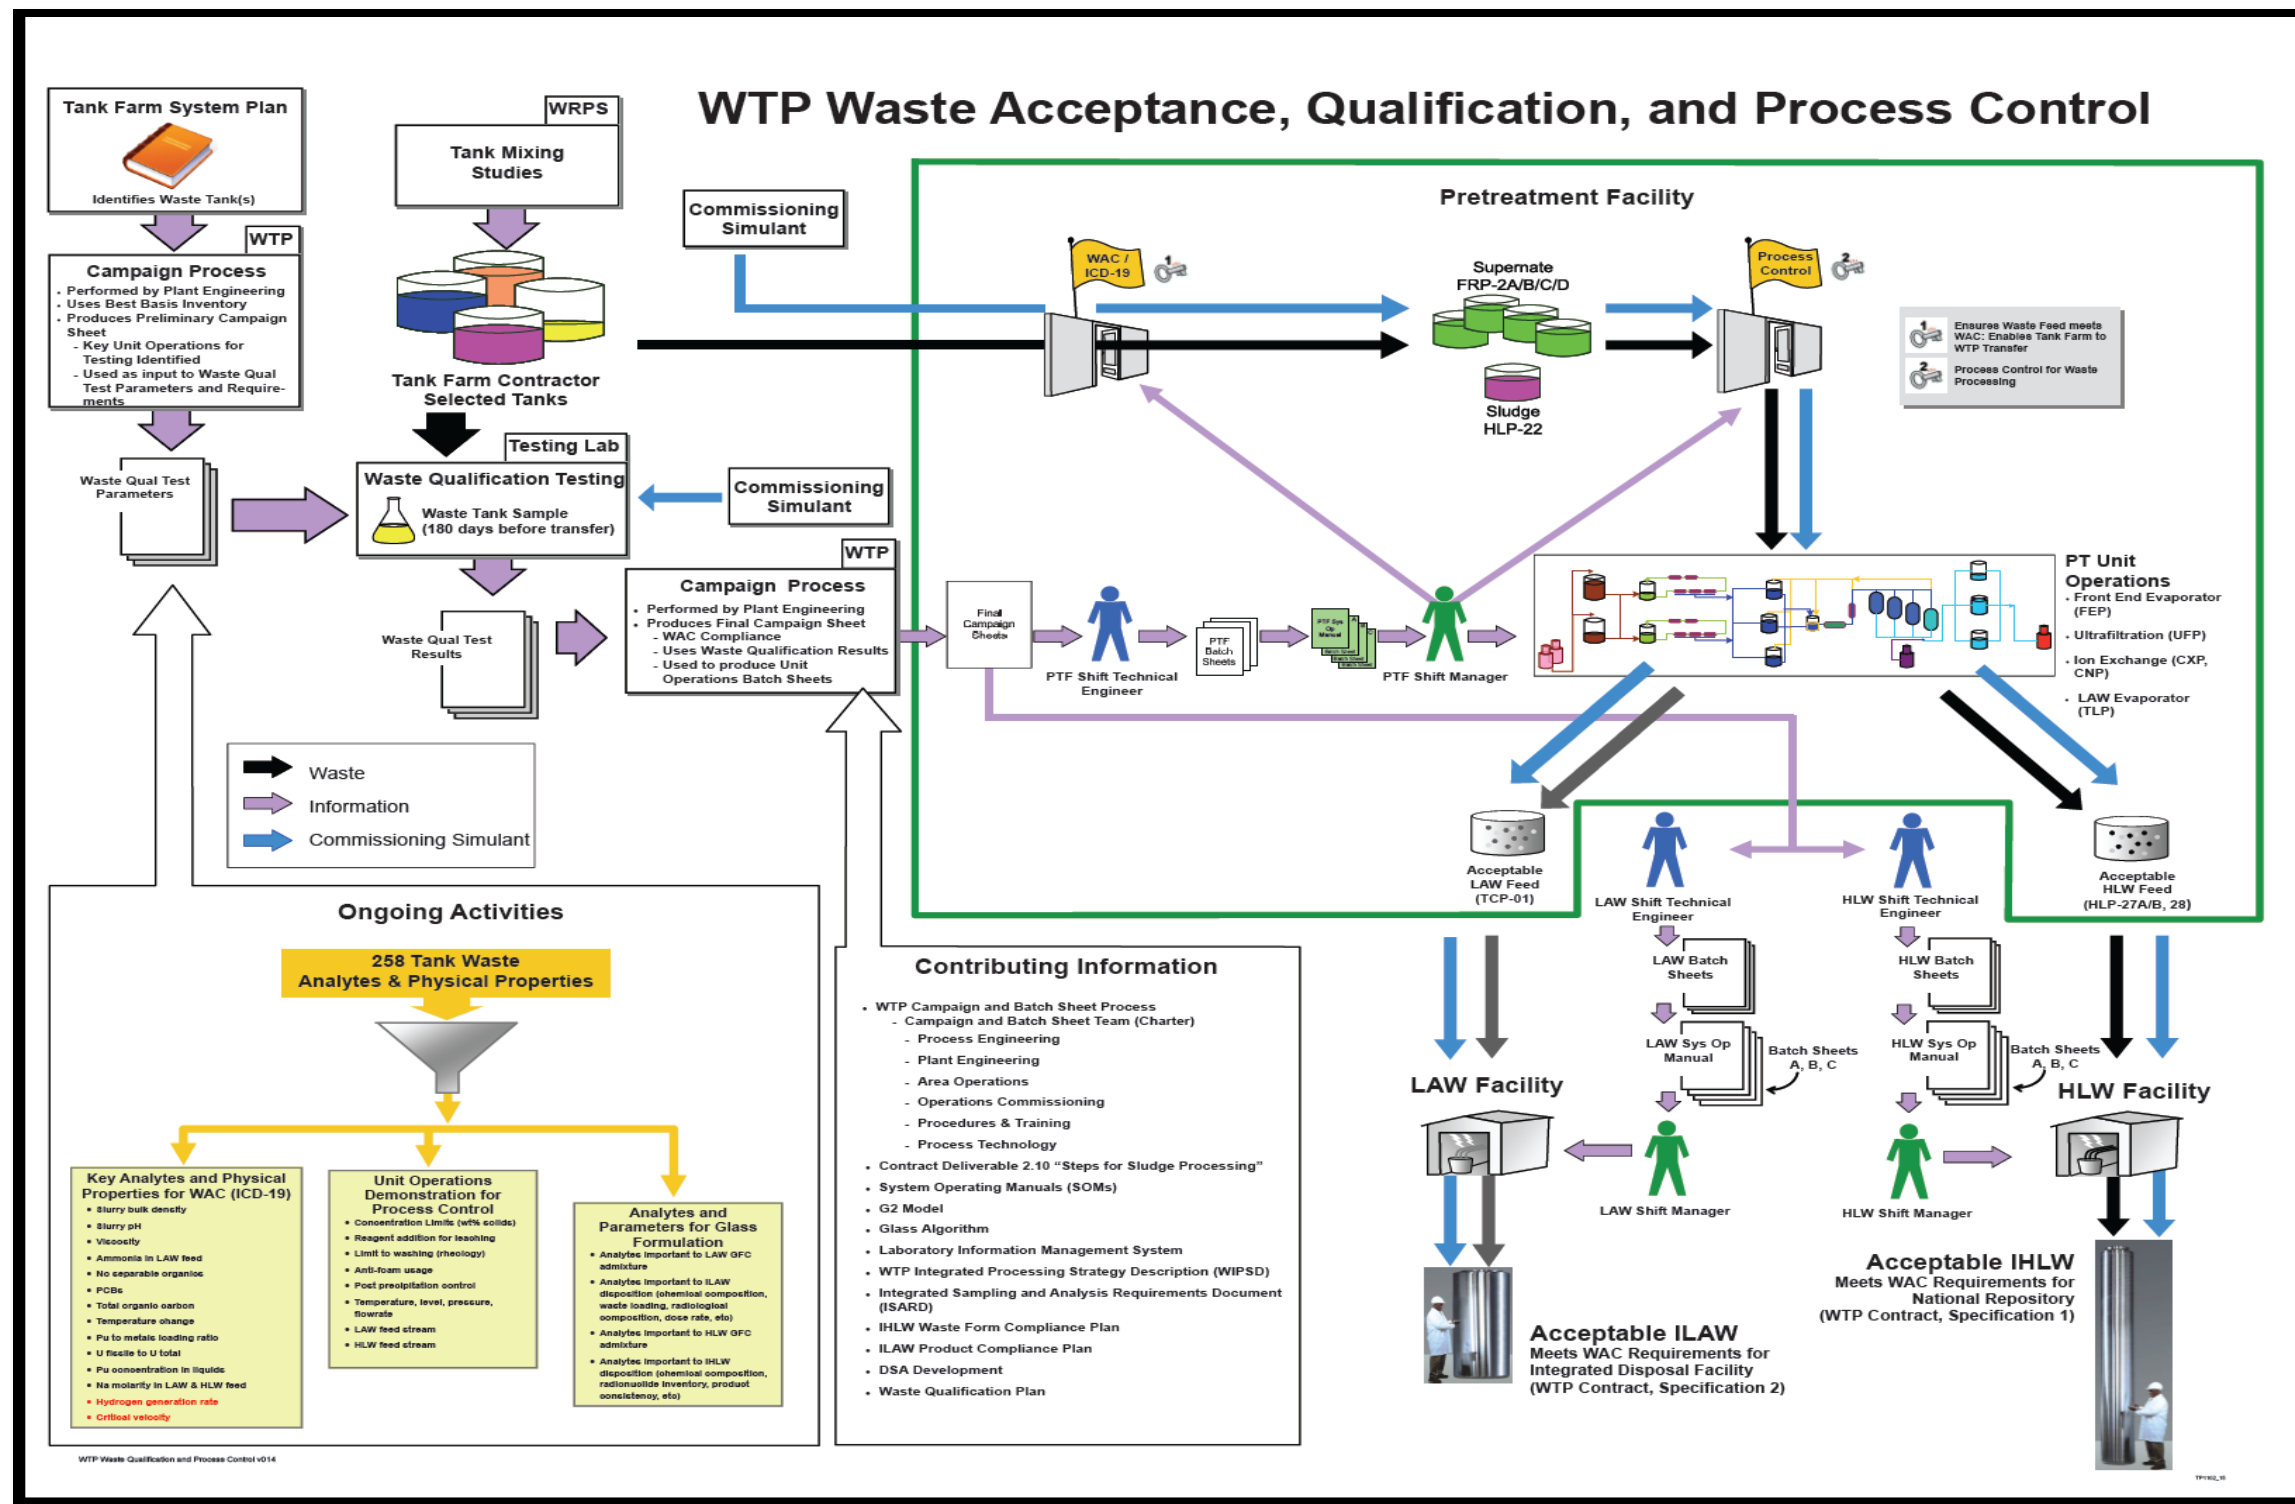 WTP Waste Acceptance, Qualification, and Process Control
Tank Farm System Plan
Identifies Waste Tank(s)
WTP
Campaign Process
• Performed by Plant Engineering
• Uses Best Basis Inventory
• Produces Preliminary Campaign
Sheet
- Key Unit Operations for
Testing Identified
- Used as input to Waste Qual
Test Parameters and Require-
ments
Waste Qual Test
Parameters
WRPS
Tank Mixing
Studies
Tank Farm Contractor
Selected Tanks
Testing Lab
Waste Qualification Testing
Waste Tank Sample
(180 days before transfer)
Waste Qual Test
Results
Commissioning
Simulant
Commissioning
Simulant
WTP
Campaign Process
• Performed by Plant Engineering
• Produces Final Campaign Sheet
- WAC Compliance
- Uses Waste Qualification Results
- Used to produce Unit
Operations Batch Sheets
Pretreatment Facility
WAC /
ICD-19
1
Supernate
FRP-2A/B/C/D
Sludge
HLP-22
Process
Control
2
1
Ensures Waste Feed meets
WAC: Enables Tank Farm to
WTP Transfer
2
Process Control for Waste
Processing
Final
Campaign
Sheets
PTF Shift Technical
Engineer
PTF
Batch
Sheets
PTF Sys
Op
Manual
A
B
C
Batch Sheet
Batch Sheet
Batch Sheet
PTF Shift Manager
PT Unit
Operations
• Front End Evaporator
(FEP)
• Ultrafiltration (UFP)
• Ion Exchange (CXP,
CNP)
• LAW Evaporator
(TLP)
Waste
Information
Commissioning Simulant
Acceptable
LAW Feed
(TCP-01)
LAW Shift Technical
Engineer
HLW Shift Technical
Engineer
Acceptable
HLW Feed
(HLP-27A/B, 28)
LAW Batch
Sheets
HLW Batch
Sheets
LAW Sys Op
Manual
Batch Sheets
A, B, C
HLW Sys Op
Manual
Batch Sheets
A, B, C
LAW Facility
HLW Facility
LAW Shift Manager
HLW Shift Manager
Acceptable ILAW
Meets WAC Requirements for
Integrated Disposal Facility
(WTP Contract, Specification 2)
Acceptable IHLW
Meets WAC Requirements for
National Repository
(WTP Contract, Specification 1)
Ongoing Activities
258 Tank Waste
Analytes & Physical Properties
Key Analytes and Physical
Properties for WAC (ICD-19)
• Slurry bulk density
• Slurry pH
• Viscosity
• Ammonia in LAW feed
• No separable organics
• PCBs
• Total organic carbon
• Temperature change
• Pu to metals loading ratio
• U fissile to U total
• Pu concentration in liquids
• Na molarity in LAW & HLW feed
• Hydrogen generation rate
• Critical velocity
Unit Operations
Demonstration for
Process Control
• Concentration Limits (wt% solids)
• Reagent addition for leaching
• Limit to washing (rheology)
• Anti-foam usage
• Post precipitation control
• Temperature, level, pressure,
flowrate
• LAW feed stream
• HLW feed stream
Analytes and
Parameters for Glass
Formulation
• Analytes important to LAW GFC
admixture
• Analytes important to ILAW
disposition (chemical composition,
waste loading, radiological
composition, dose rate, etc)
• Analytes important to HLW GFC
admixture
• Analytes important to IHLW
disposition (chemical composition,
radionuclide inventory, product
consistency, etc)
Contributing Information
• WTP Campaign and Batch Sheet Process
- Campaign and Batch Sheet Team (Charter)
- Process Engineering
- Plant Engineering
- Area Operations
- Operations Commissioning
- Procedures & Training
- Process Technology
• Contract Deliverable 2.10 “Steps for Sludge Processing”
• System Operating Manuals (SOMs)
• G2 Model
• Glass Algorithm
• Laboratory Information Management System
• WTP Integrated Processing Strategy Description (WIPSD)
• Integrated Sampling and Analysis Requirements Document
(ISARD)
• IHLW Waste Form Compliance Plan
• ILAW Product Compliance Plan
• DSA Development
• Waste Qualification Plan
WTP Waste Qualification and Process Control v014